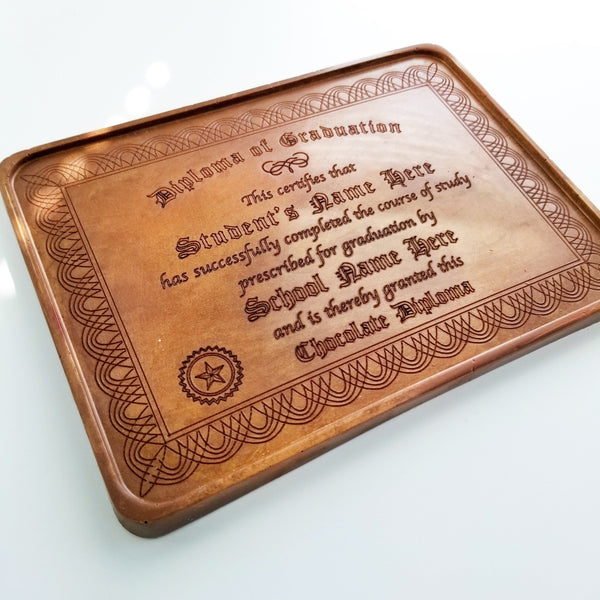 Diploma of Graduation
This certifies that
Student's Name Here
has successfully completed the course of study
prescribed for graduation by
School Name Here
and is thereby granted this
Chocolate Diploma